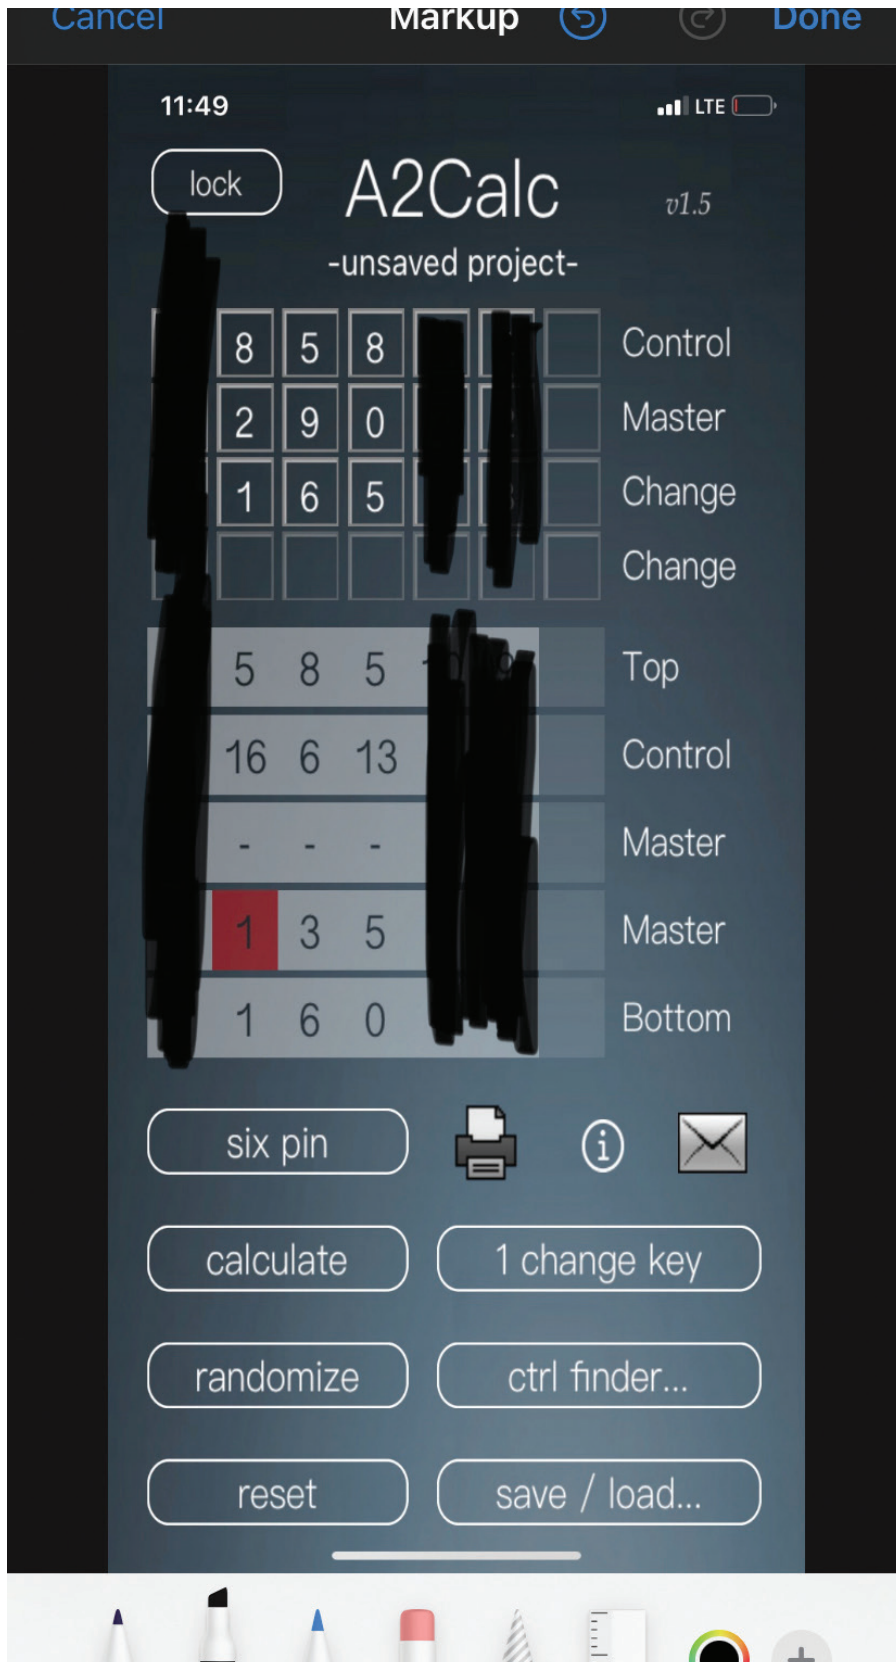 Cancel Markup Done
11:49 LTE
lock A2Calc v1.5
-unsaved project-
8 5 8 Control
2 9 0 Master
1 6 5 Change
Change
5 8 5 Top
16 6 13 Control
- - - Master
1 3 5 Master
1 6 0 Bottom
six pin
calculate 1 change key
randomize ctrl finder...
reset save / load...